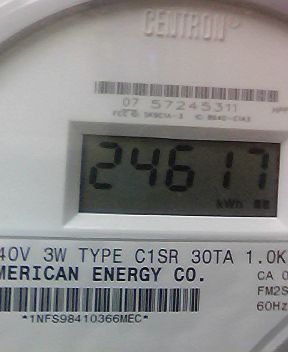 CENTRON
07 57245311
24617
kWh
40V 3W TYPE C1SR 30TA 1.0K
MERICAN ENERGY CO.
CA 0
FM2S
60Hz
*1NFS98410366MEC*